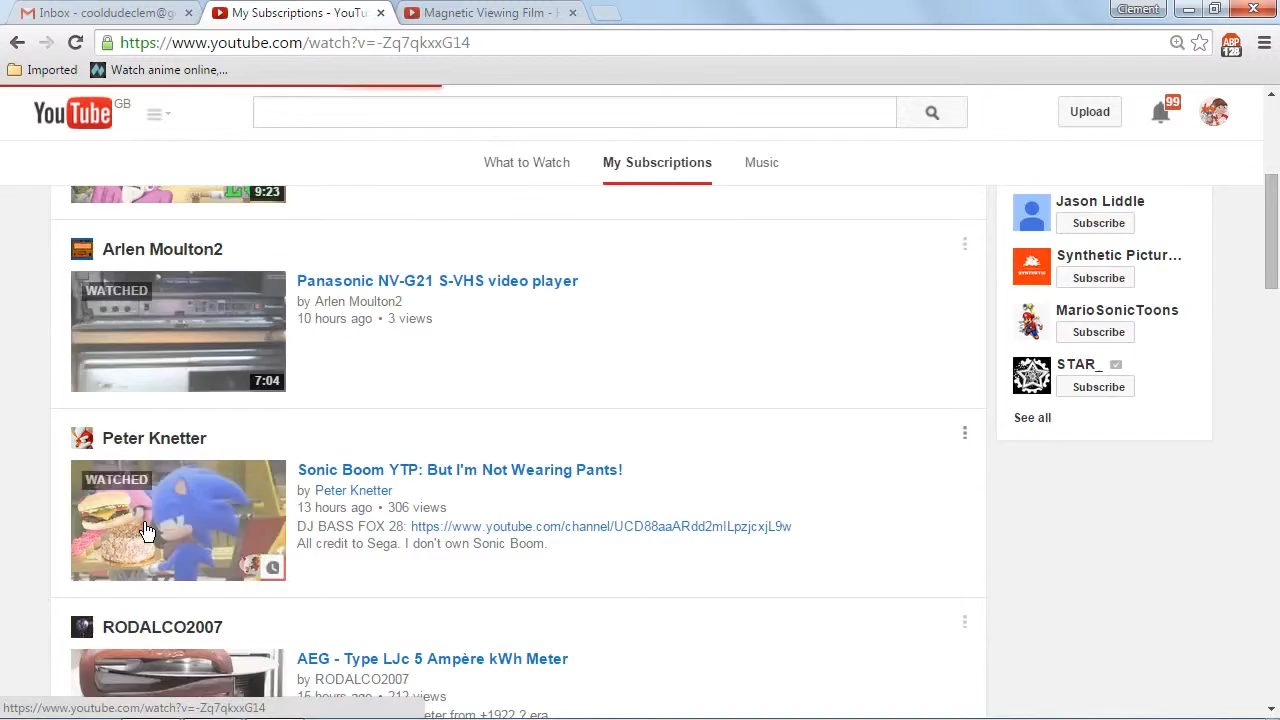 Inbox - cooldudeclem@g
My Subscriptions - YouTu
Magnetic Viewing Film -
Clement
https://www.youtube.com/watch?v=-Zq7qkxxG14
ABP
128
Imported
Watch anime online,...
YouTube GB
Upload
99
What to Watch
My Subscriptions
Music
9:23
Arlen Moulton2
WATCHED
7:04
Panasonic NV-G21 S-VHS video player
by Arlen Moulton2
10 hours ago • 3 views
Peter Knetter
WATCHED
Sonic Boom YTP: But I'm Not Wearing Pants!
by Peter Knetter
13 hours ago • 306 views
DJ BASS FOX 28: https://www.youtube.com/channel/UCD88aaARdd2mlLpzjcxjL9w
All credit to Sega. I don't own Sonic Boom.
RODALCO2007
AEG - Type LJc 5 Ampère kWh Meter
by RODALCO2007
15 hours ago • 212 views
eter from +1922 ? era
Jason Liddle
Subscribe
SYNTHETIC
Synthetic Pictur...
Subscribe
MarioSonicToons
Subscribe
STAR_
Subscribe
See all
https://www.youtube.com/watch?v=-Zq7qkxxG14